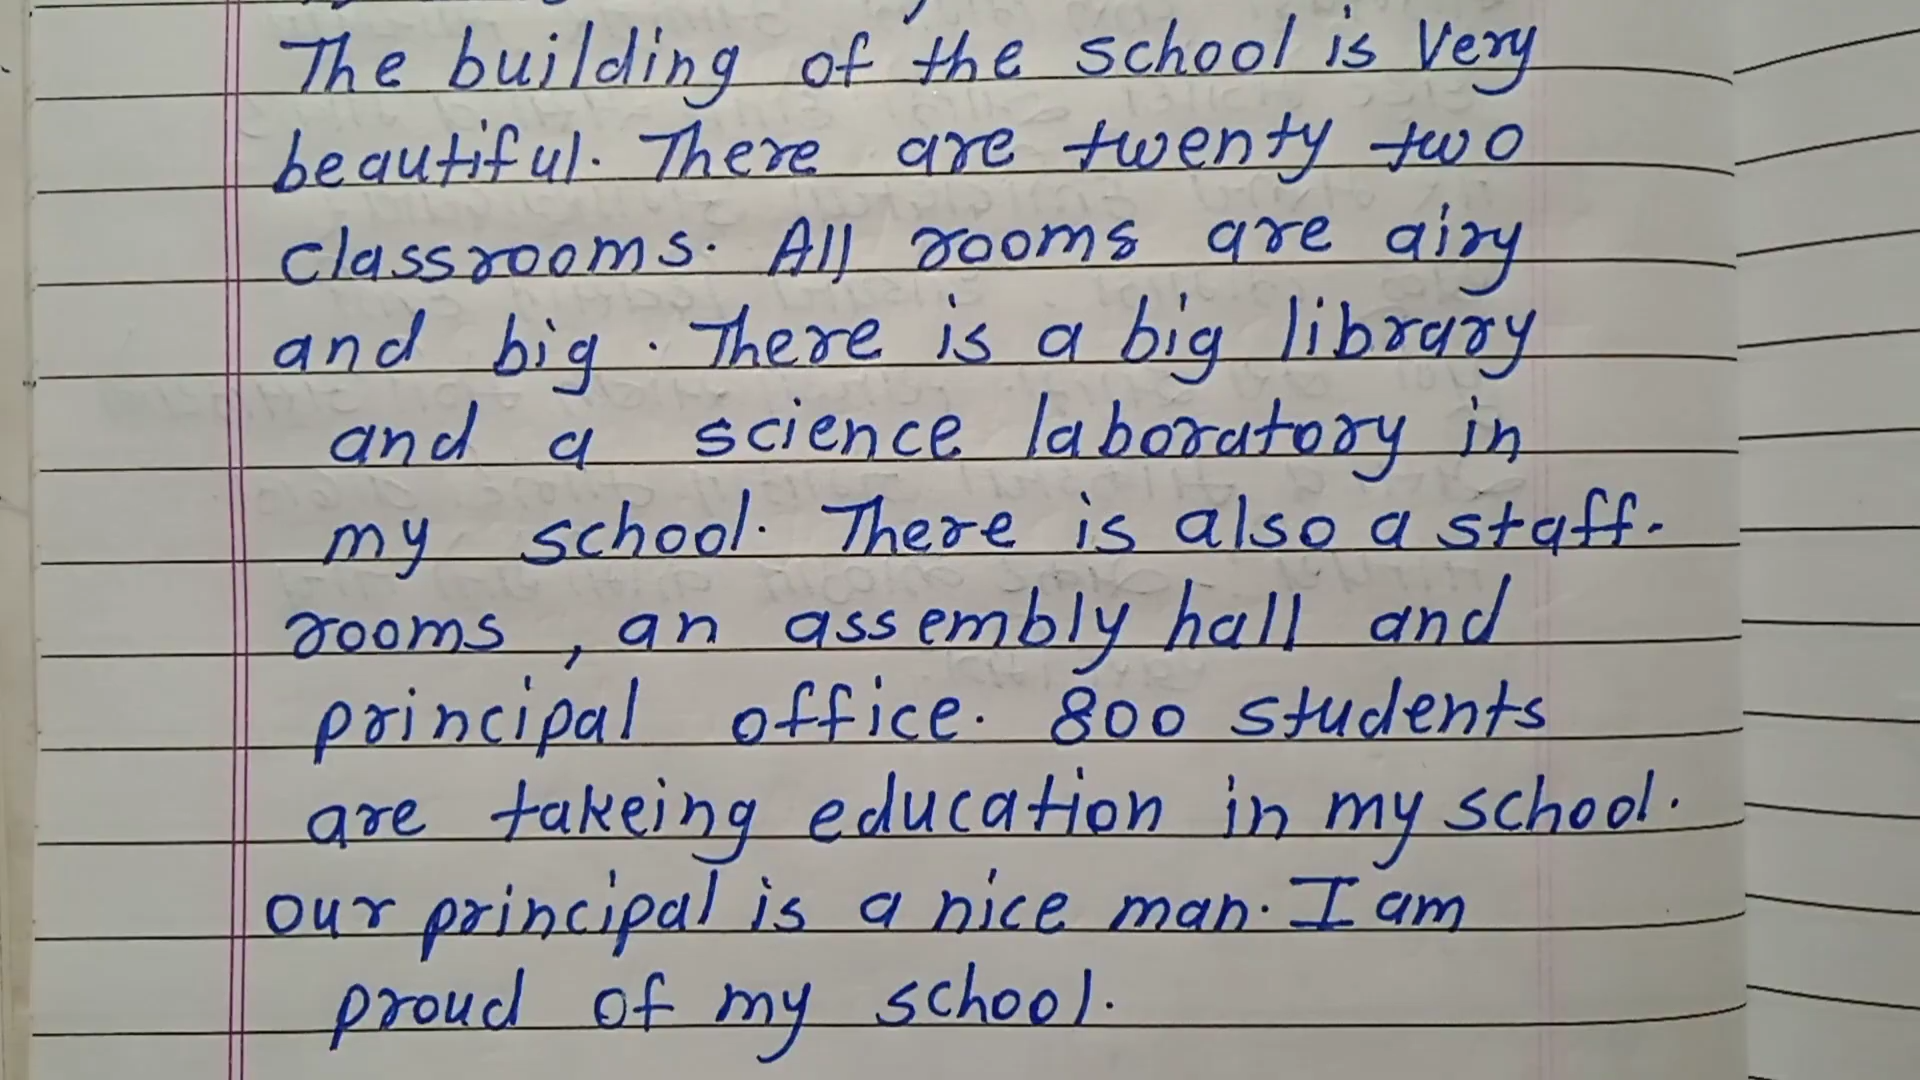 The building of the school is Very
beautiful. There are twenty two
classrooms. All rooms are airy
and big. There is a big library
and a science laboratory in
my school. There is also a staff-
rooms, an assembly hall and
principal office. 800 students
are takeing education in my school.
our principal is a nice man. I am
proud of my school.